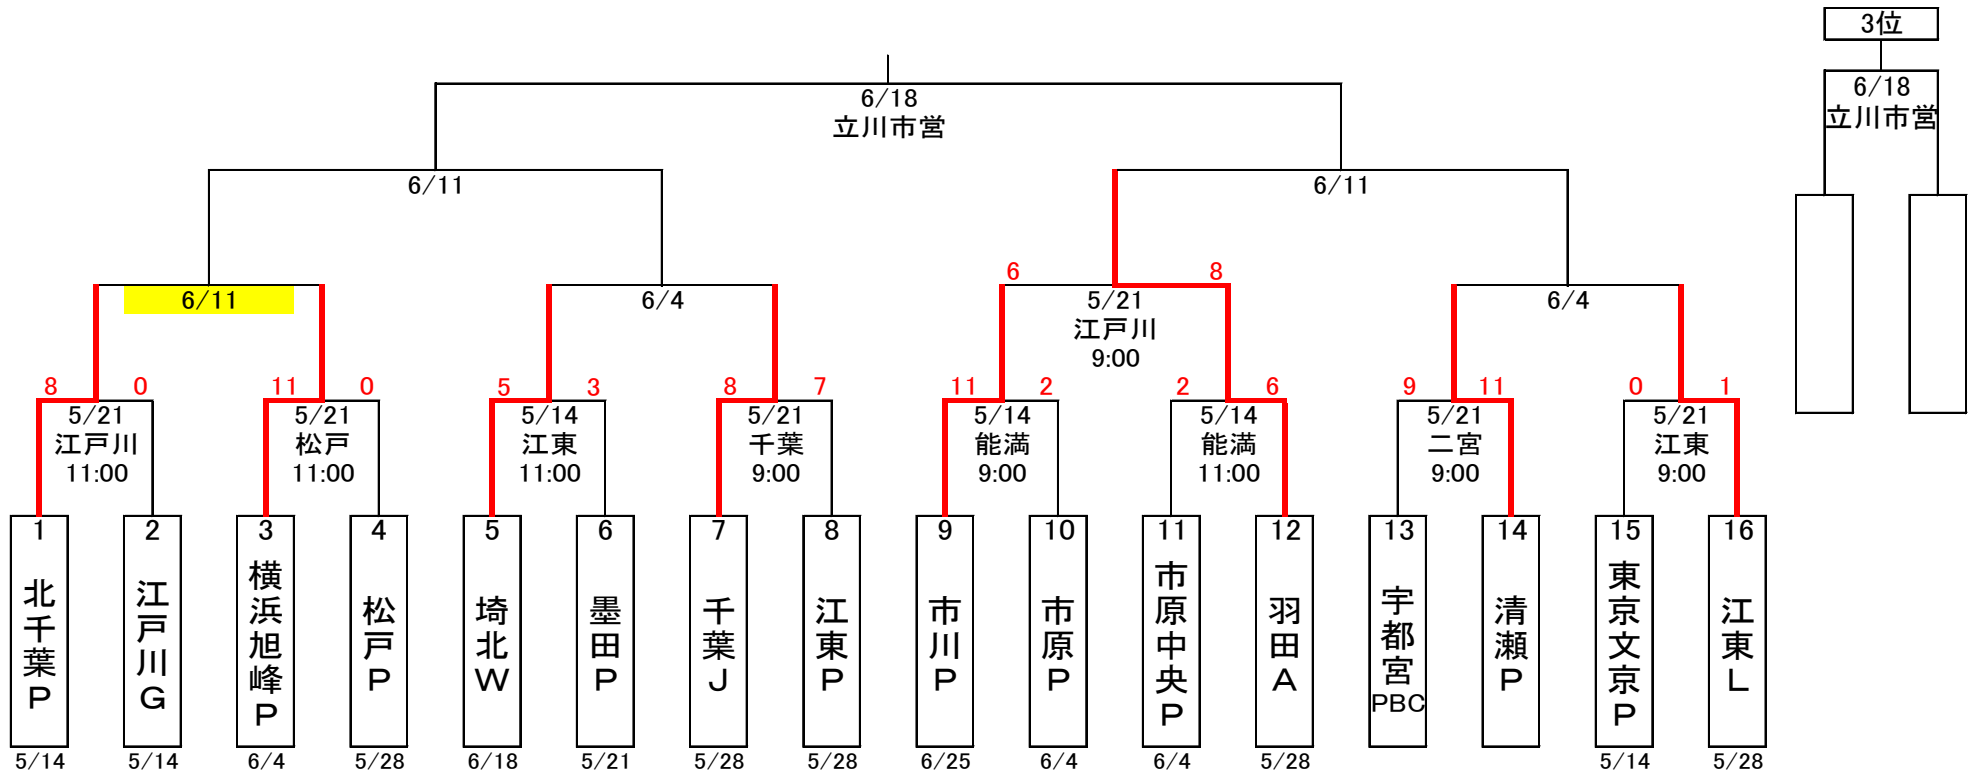 3位
6/18
立川市営
6/18
立川市営
6/11
6/11
6 8
6/11
6/4
5/21
江戸川
9:00
6/4
8 0 11 0 5 3 8 7 11 2 2 6 9 11 0 1
5/21 5/21 5/14 5/21 5/14 5/14 5/21 5/21
江戸川 松戸 江東 千葉 能満 能満 二宮 江東
11:00 11:00 11:00 9:00 9:00 11:00 9:00 9:00
1 2 3 4 5 6 7 8 9 10 11 12 13 14 15 16
北千葉P
江戸川G
横浜旭峰P
松戸P
埼北W
墨田P
千葉J
江東P
市川P
市原P
市原中央P
羽田A
宇都宮PBC
清瀬P
東京文京P
江東L
5/14 5/14 6/4 5/28 6/18 5/21 5/28 5/28 6/25 6/4 6/4 5/28 5/14 5/28